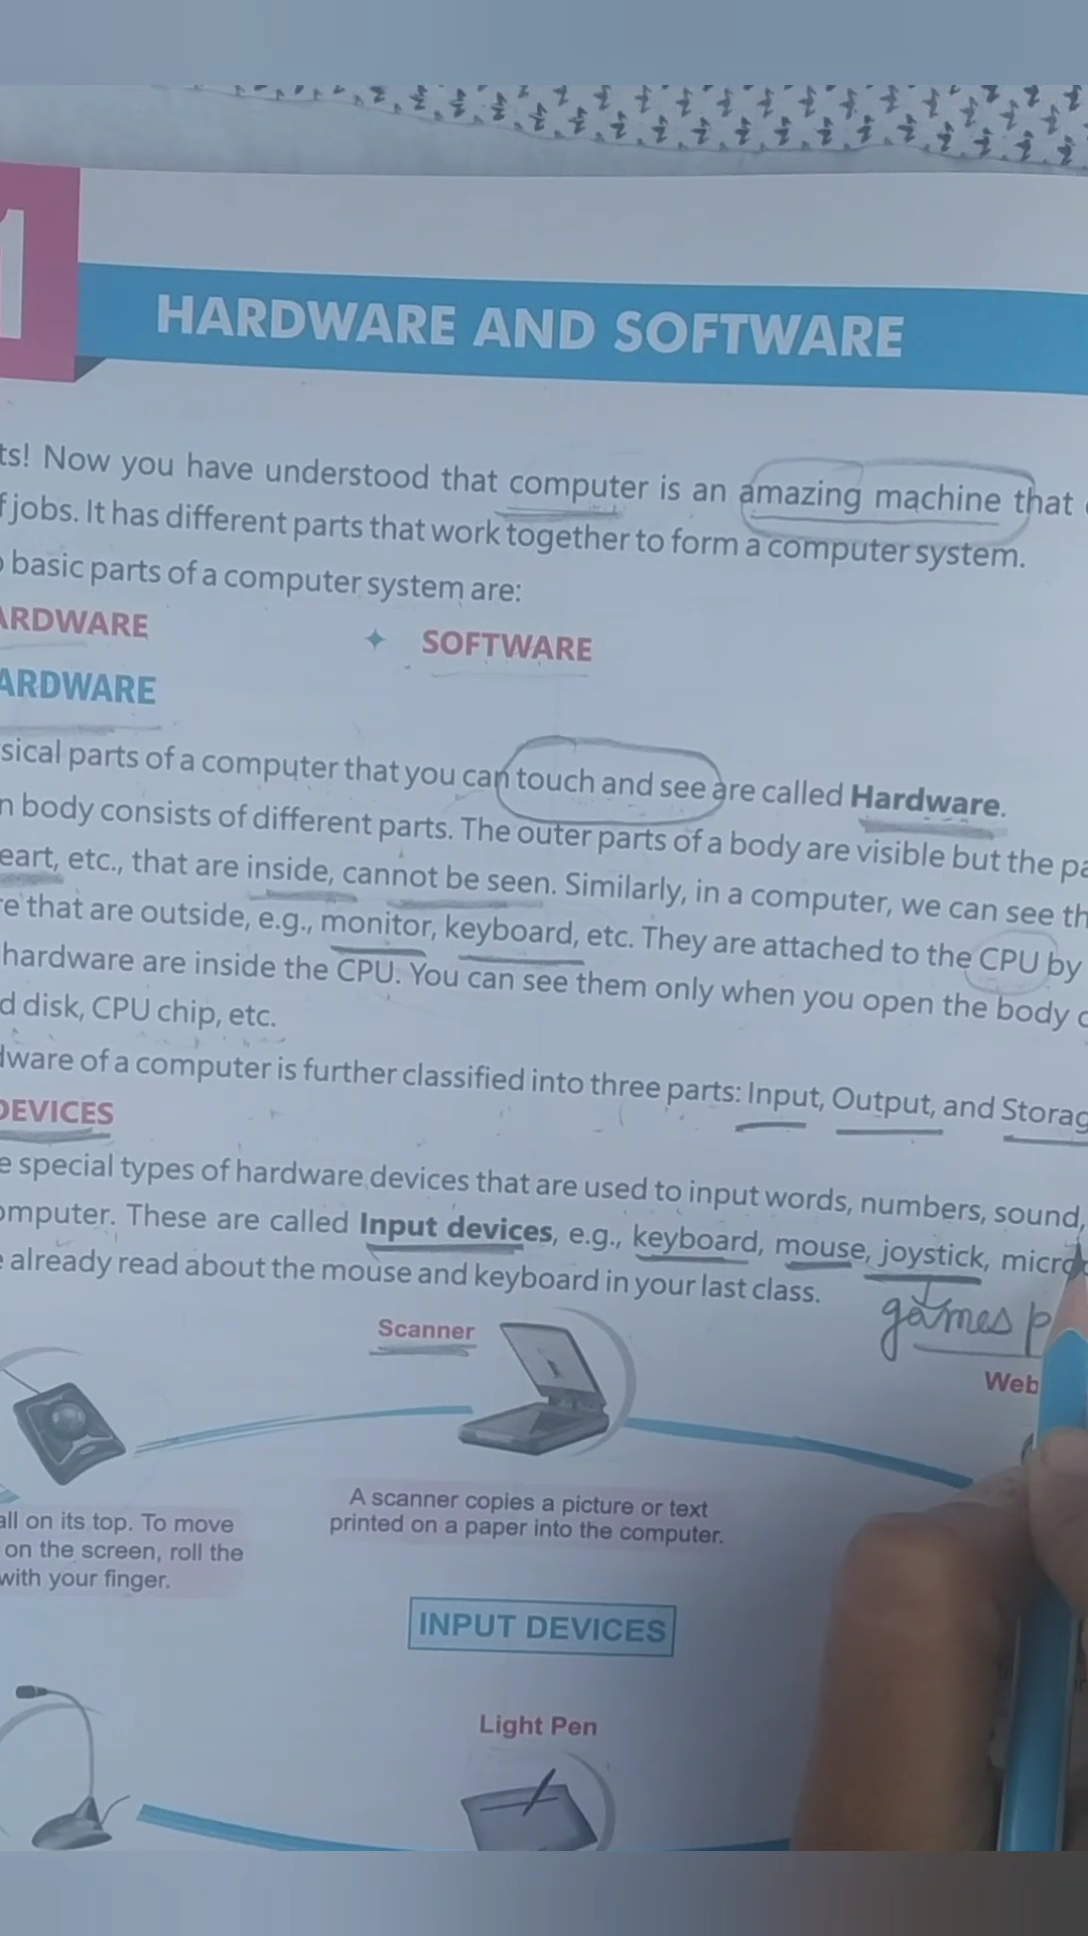 1
HARDWARE AND SOFTWARE
ts! Now you have understood that computer is an amazing machine that
f jobs. It has different parts that work together to form a computer system.
basic parts of a computer system are:
ARDWARE ✦ SOFTWARE
ARDWARE
sical parts of a computer that you can touch and see are called Hardware.
n body consists of different parts. The outer parts of a body are visible but the pa
eart, etc., that are inside, cannot be seen. Similarly, in a computer, we can see th
re that are outside, e.g., monitor, keyboard, etc. They are attached to the CPU by
hardware are inside the CPU. You can see them only when you open the body
d disk, CPU chip, etc.
dware of a computer is further classified into three parts: Input, Output, and Storag
DEVICES
e special types of hardware devices that are used to input words, numbers, sound,
omputer. These are called Input devices, e.g., keyboard, mouse, joystick, micro
e already read about the mouse and keyboard in your last class.
games p
Scanner
Web
all on its top. To move
on the screen, roll the
with your finger.
A scanner copies a picture or text
printed on a paper into the computer.
INPUT DEVICES
Light Pen